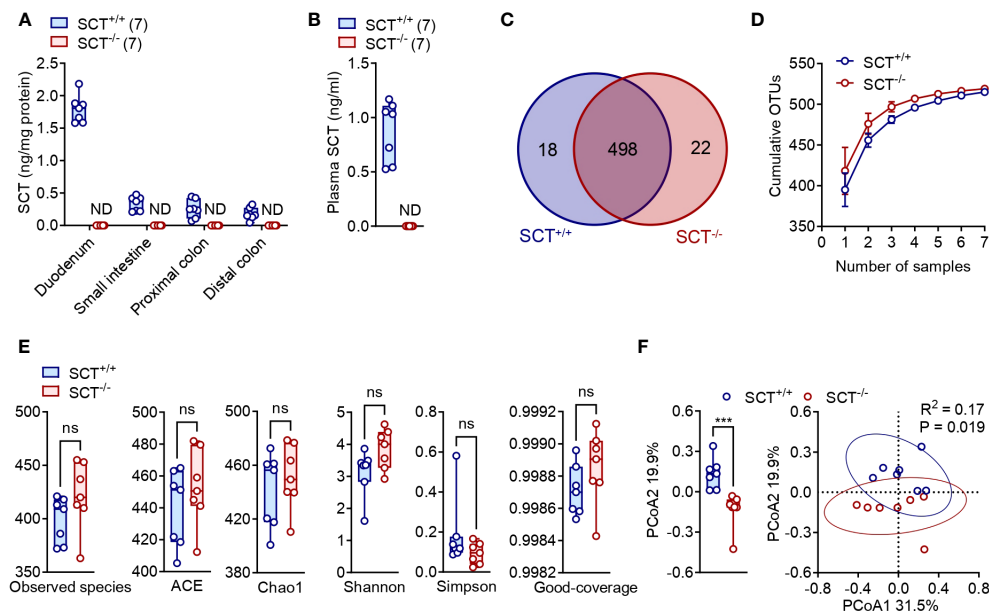 A
SCT+/+ (7)
SCT-/- (7)
SCT (ng/mg protein)
2.5
2.0
1.5
1.0
0.5
0.0
ND
ND
ND
ND
Duodenum
Small intestine
Proximal colon
Distal colon
B
SCT+/+ (7)
SCT-/- (7)
Plasma SCT (ng/ml)
1.5
1.0
0.5
0.0
ND
C
18
498
22
SCT+/+
SCT-/-
D
SCT+/+
SCT-/-
Cumulative OTUs
550
500
450
400
350
0 1 2 3 4 5 6 7
Number of samples
E
SCT+/+
SCT-/-
500
450
400
350
ns
Observed species
500
480
460
440
420
400
ns
ACE
500
460
420
380
ns
Chao1
5
4
3
2
1
0
ns
Shannon
0.8
0.6
0.4
0.2
0.0
ns
Simpson
0.9992
0.9990
0.9988
0.9986
0.9984
0.9982
ns
Good-coverage
F
SCT+/+
SCT-/-
PCoA2 19.9%
0.6
0.3
0.0
-0.3
-0.6
***
PCoA2 19.9%
0.6
0.3
0.0
-0.3
-0.6
R2 = 0.17
P = 0.019
-0.8 -0.4 0.0 0.4 0.8
PCoA1 31.5%